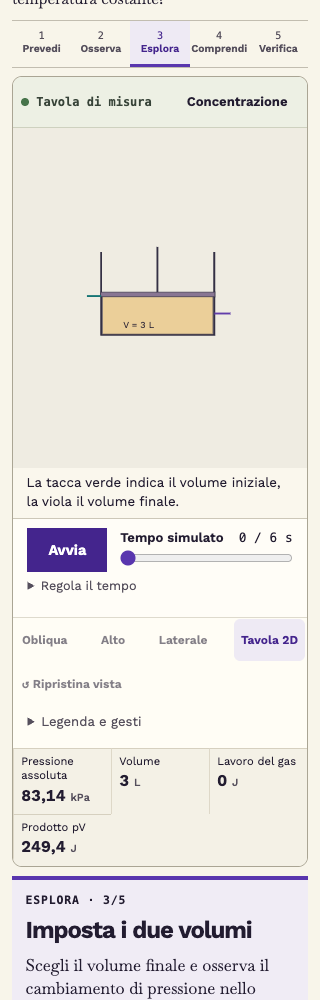 temperatura costante?
1 Prevedi
2 Osserva
3 Esplora
4 Comprendi
5 Verifica
Tavola di misura Concentrazione
V = 3 L
La tacca verde indica il volume iniziale,
la viola il volume finale.
Avvia
Tempo simulato 0 / 6 s
▶ Regola il tempo
Obliqua Alto Laterale Tavola 2D
↺ Ripristina vista
▶ Legenda e gesti
Pressione assoluta
83,14 kPa
Volume
3 L
Lavoro del gas
0 J
Prodotto pV
249,4 J
ESPLORA · 3/5
Imposta i due volumi
Scegli il volume finale e osserva il
cambiamento di pressione nello